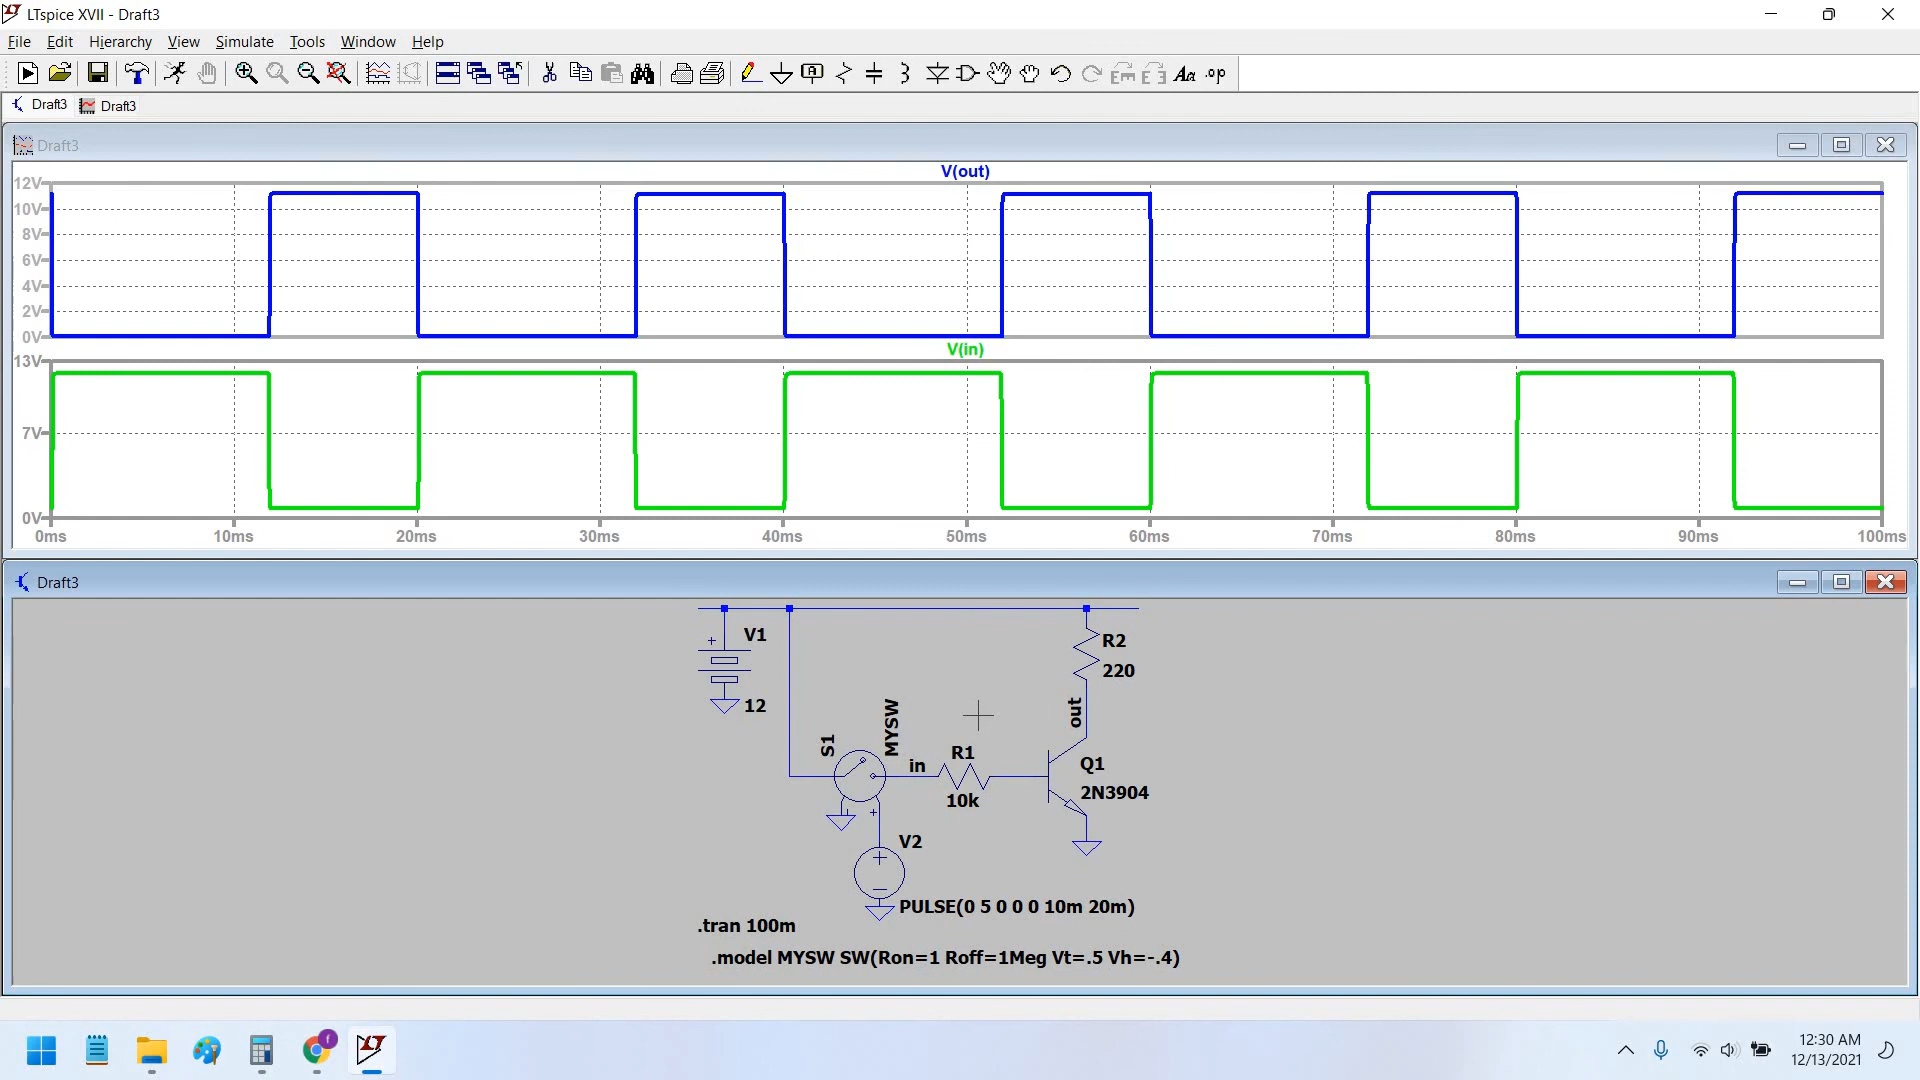 LTspice XVII - Draft3
File Edit Hierarchy View Simulate Tools Window Help
Draft3 Draft3
Draft3
V(out)
12V
10V
8V
6V
4V
2V
0V
V(in)
13V
7V
0V
0ms 10ms 20ms 30ms 40ms 50ms 60ms 70ms 80ms 90ms 100ms
Draft3
V1
12
R2
220
out
MYSW
S1
in
R1
10k
Q1
2N3904
V2
PULSE(0 5 0 0 0 10m 20m)
.tran 100m
.model MYSW SW(Ron=1 Roff=1Meg Vt=.5 Vh=-.4)
12:30 AM
12/13/2021